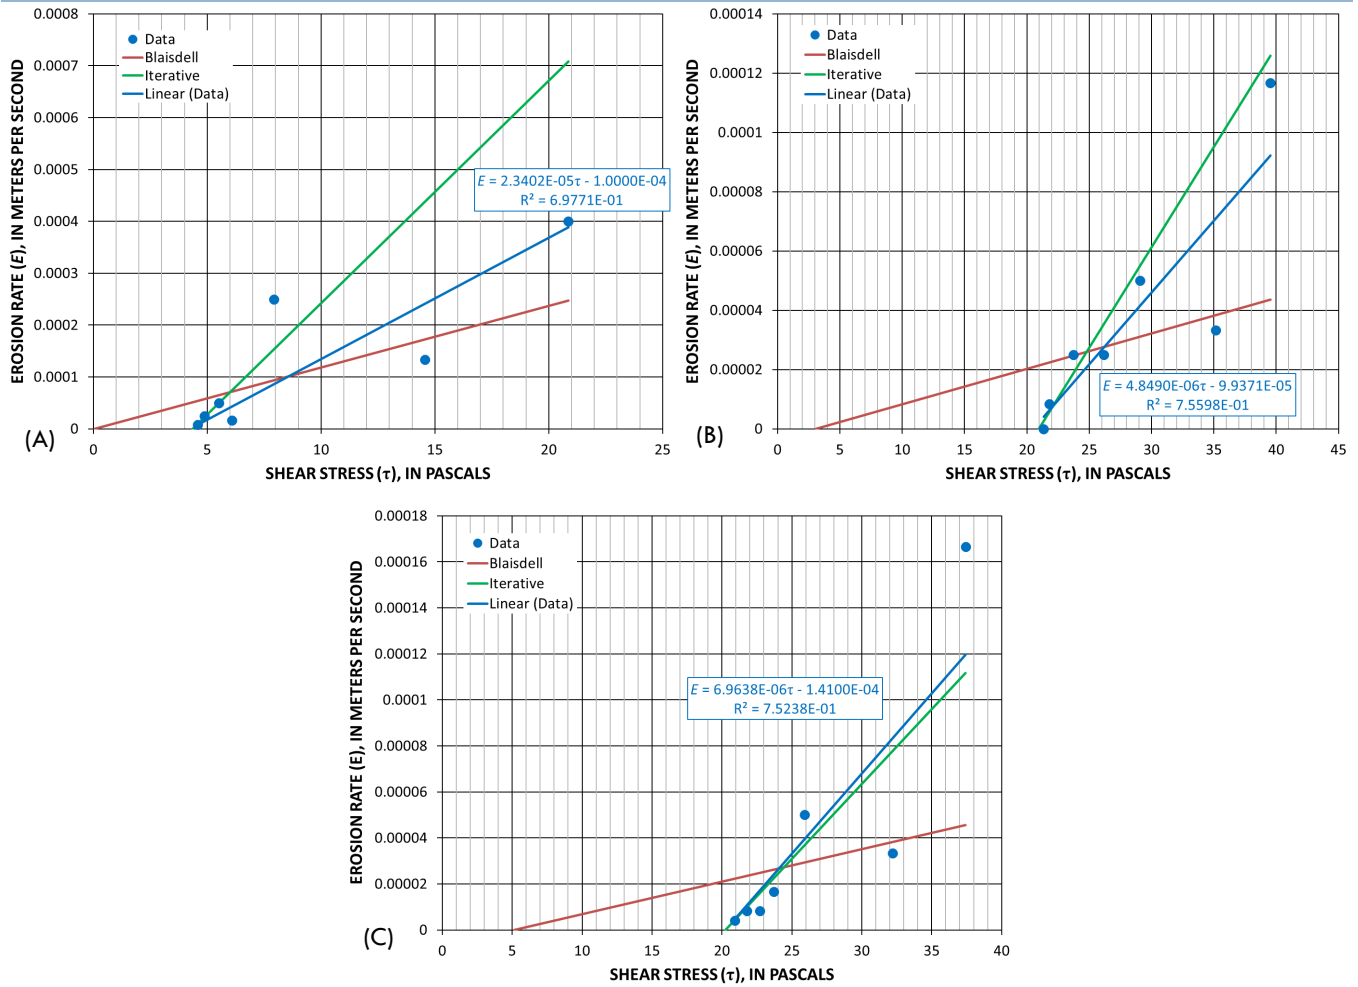 0.0008
0.0007
0.0006
0.0005
0.0004
0.0003
0.0002
0.0001
0
EROSION RATE (E), IN METERS PER SECOND
Data
Blaisdell
Iterative
Linear (Data)
E = 2.3402E-05τ - 1.0000E-04
R² = 6.9771E-01
0 5 10 15 20 25
SHEAR STRESS (τ), IN PASCALS
(A)
0.00014
0.00012
0.0001
0.00008
0.00006
0.00004
0.00002
0
EROSION RATE (E), IN METERS PER SECOND
Data
Blaisdell
Iterative
Linear (Data)
E = 4.8490E-06τ - 9.9371E-05
R² = 7.5598E-01
0 5 10 15 20 25 30 35 40 45
SHEAR STRESS (τ), IN PASCALS
(B)
0.00018
0.00016
0.00014
0.00012
0.0001
0.00008
0.00006
0.00004
0.00002
0
EROSION RATE (E), IN METERS PER SECOND
Data
Blaisdell
Iterative
Linear (Data)
E = 6.9638E-06τ - 1.4100E-04
R² = 7.5238E-01
0 5 10 15 20 25 30 35 40
SHEAR STRESS (τ), IN PASCALS
(C)